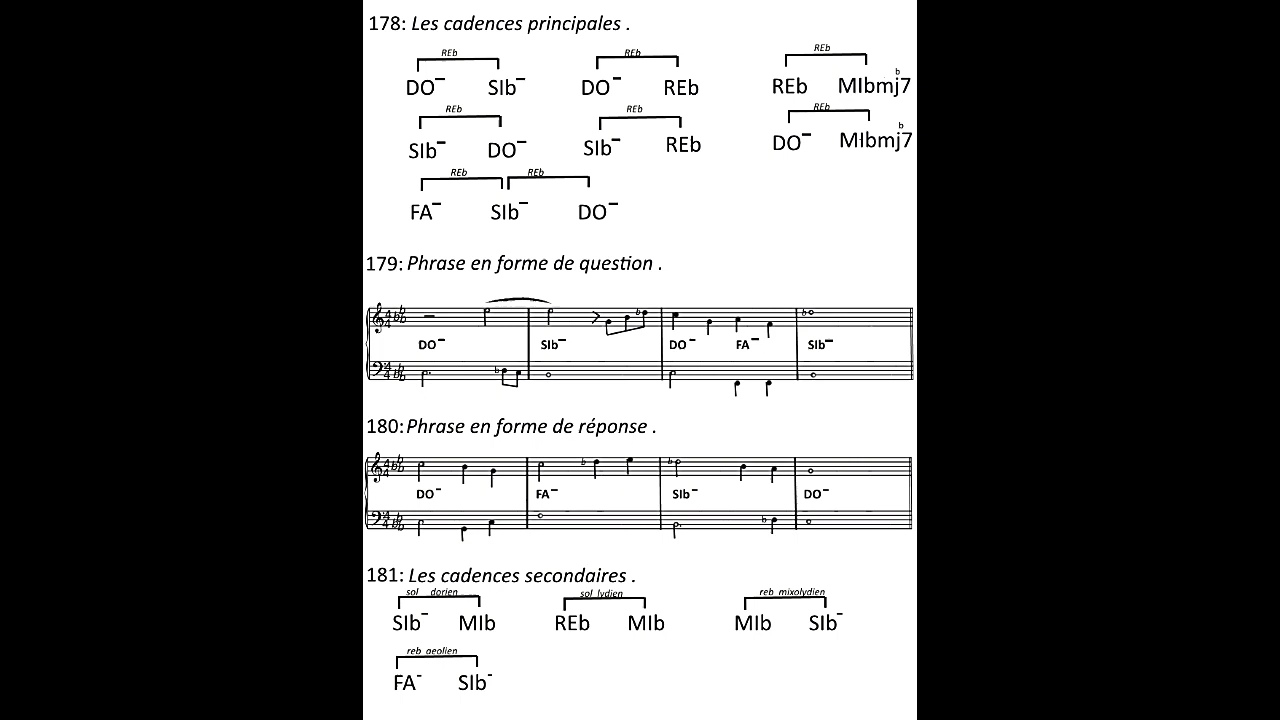 178: Les cadences principales .
REb REb REb
DO– SIb– DO– REb REb MIbmj7 b
REb REb REb
SIb– DO– SIb– REb DO– MIbmj7 b
REb REb
FA– SIb– DO–
179: Phrase en forme de question .
DO– SIb– DO– FA– SIb–
180: Phrase en forme de réponse .
DO– FA– SIb– DO–
181: Les cadences secondaires .
sol dorien sol lydien reb mixolydien
SIb– MIb REb MIb MIb SIb–
reb aeolien
FA- SIb-